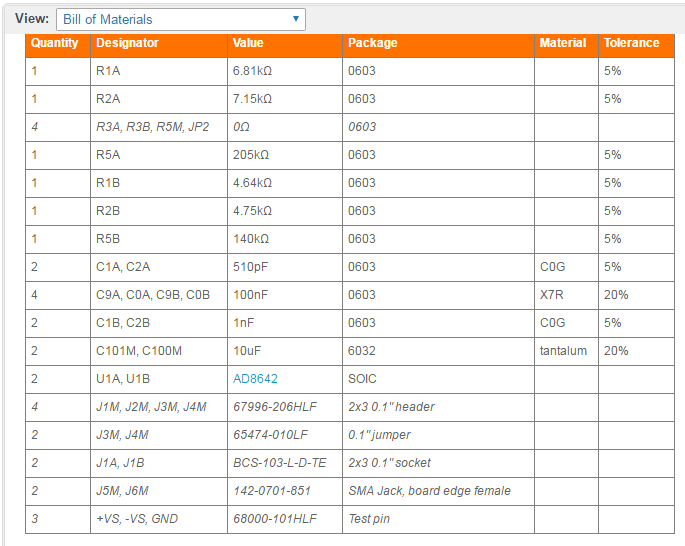 View: Bill of Materials
Quantity Designator Value Package Material Tolerance
1 R1A 6.81kΩ 0603 5%
1 R2A 7.15kΩ 0603 5%
4 R3A, R3B, R5M, JP2 0Ω 0603
1 R5A 205kΩ 0603 5%
1 R1B 4.64kΩ 0603 5%
1 R2B 4.75kΩ 0603 5%
1 R5B 140kΩ 0603 5%
2 C1A, C2A 510pF 0603 C0G 5%
4 C9A, C0A, C9B, C0B 100nF 0603 X7R 20%
2 C1B, C2B 1nF 0603 C0G 5%
2 C101M, C100M 10uF 6032 tantalum 20%
2 U1A, U1B AD8642 SOIC
4 J1M, J2M, J3M, J4M 67996-206HLF 2x3 0.1" header
2 J3M, J4M 65474-010LF 0.1" jumper
2 J1A, J1B BCS-103-L-D-TE 2x3 0.1" socket
2 J5M, J6M 142-0701-851 SMA Jack, board edge female
3 +VS, -VS, GND 68000-101HLF Test pin